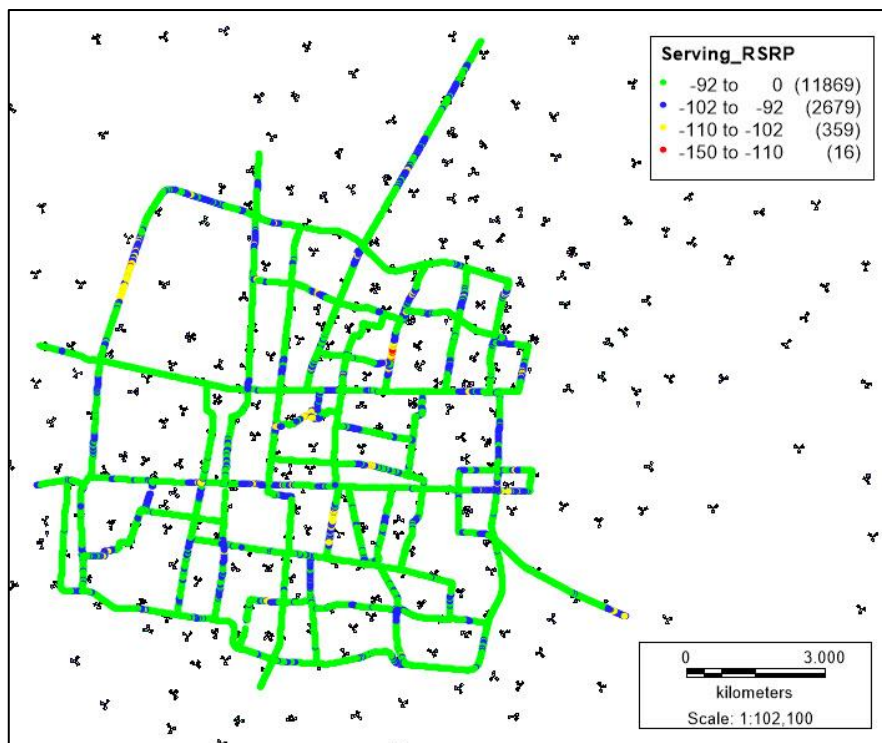 Serving_RSRP
-92 to 0 (11869)
-102 to -92 (2679)
-110 to -102 (359)
-150 to -110 (16)
0 3.000
kilometers
Scale: 1:102,100